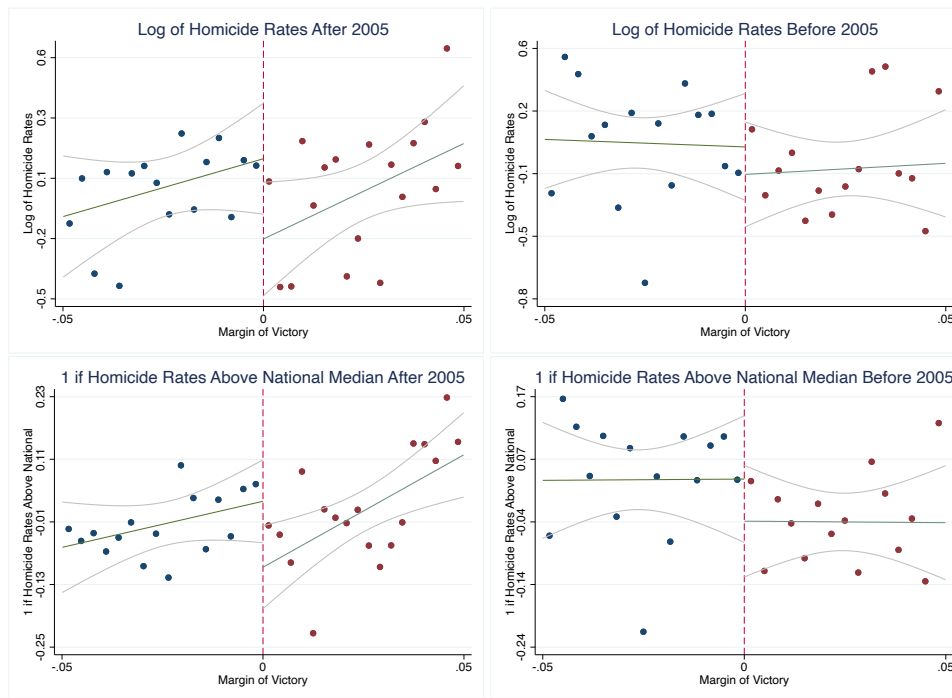 Log of Homicide Rates After 2005
Log of Homicide Rates
0.6
0.3
0.1
-0.2
-0.5
-.05
0
.05
Margin of Victory
Log of Homicide Rates Before 2005
Log of Homicide Rates
0.6
0.2
-0.1
-0.5
-0.8
-.05
0
.05
Margin of Victory
1 if Homicide Rates Above National Median After 2005
1 if Homicide Rates Above National
0.23
0.11
-0.01
-0.13
-0.25
-.05
0
.05
Margin of Victory
1 if Homicide Rates Above National Median Before 2005
1 if Homicide Rates Above National
0.17
0.07
-0.04
-0.14
-0.24
-.05
0
.05
Margin of Victory